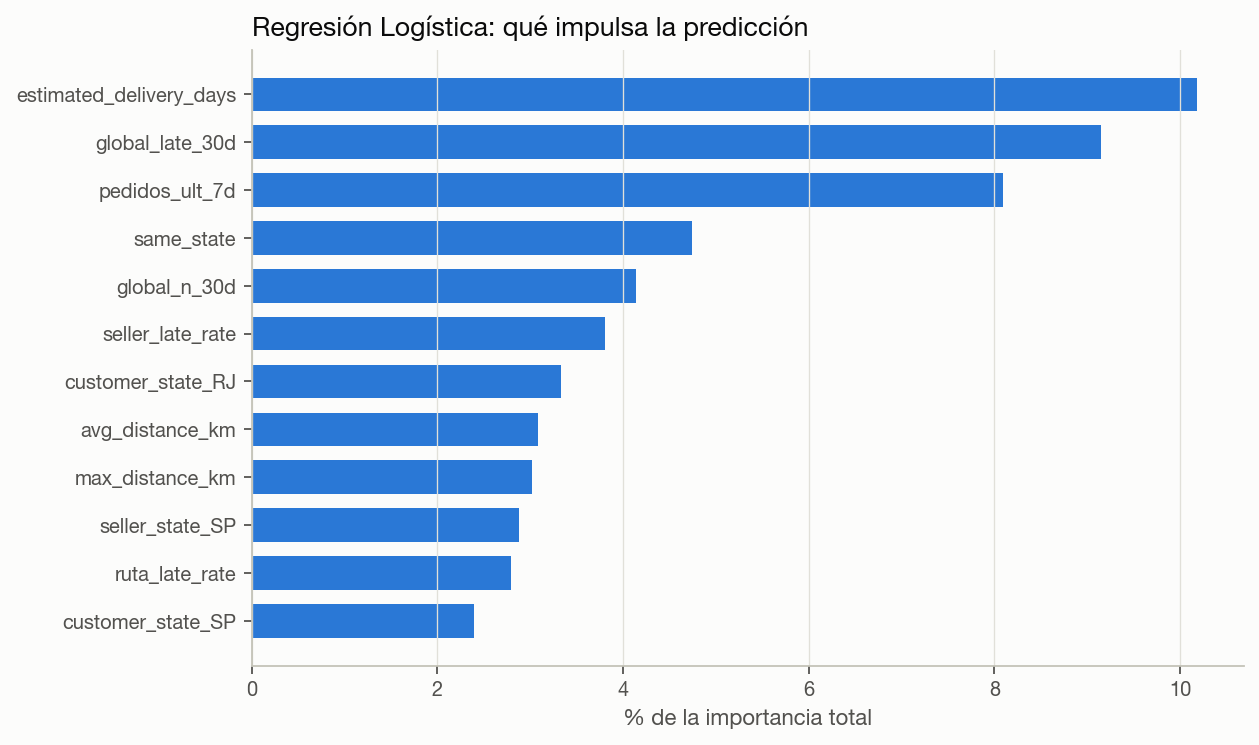 Regresión Logística: qué impulsa la predicción
estimated_delivery_days
global_late_30d
pedidos_ult_7d
same_state
global_n_30d
seller_late_rate
customer_state_RJ
avg_distance_km
max_distance_km
seller_state_SP
ruta_late_rate
customer_state_SP
0 2 4 6 8 10
% de la importancia total